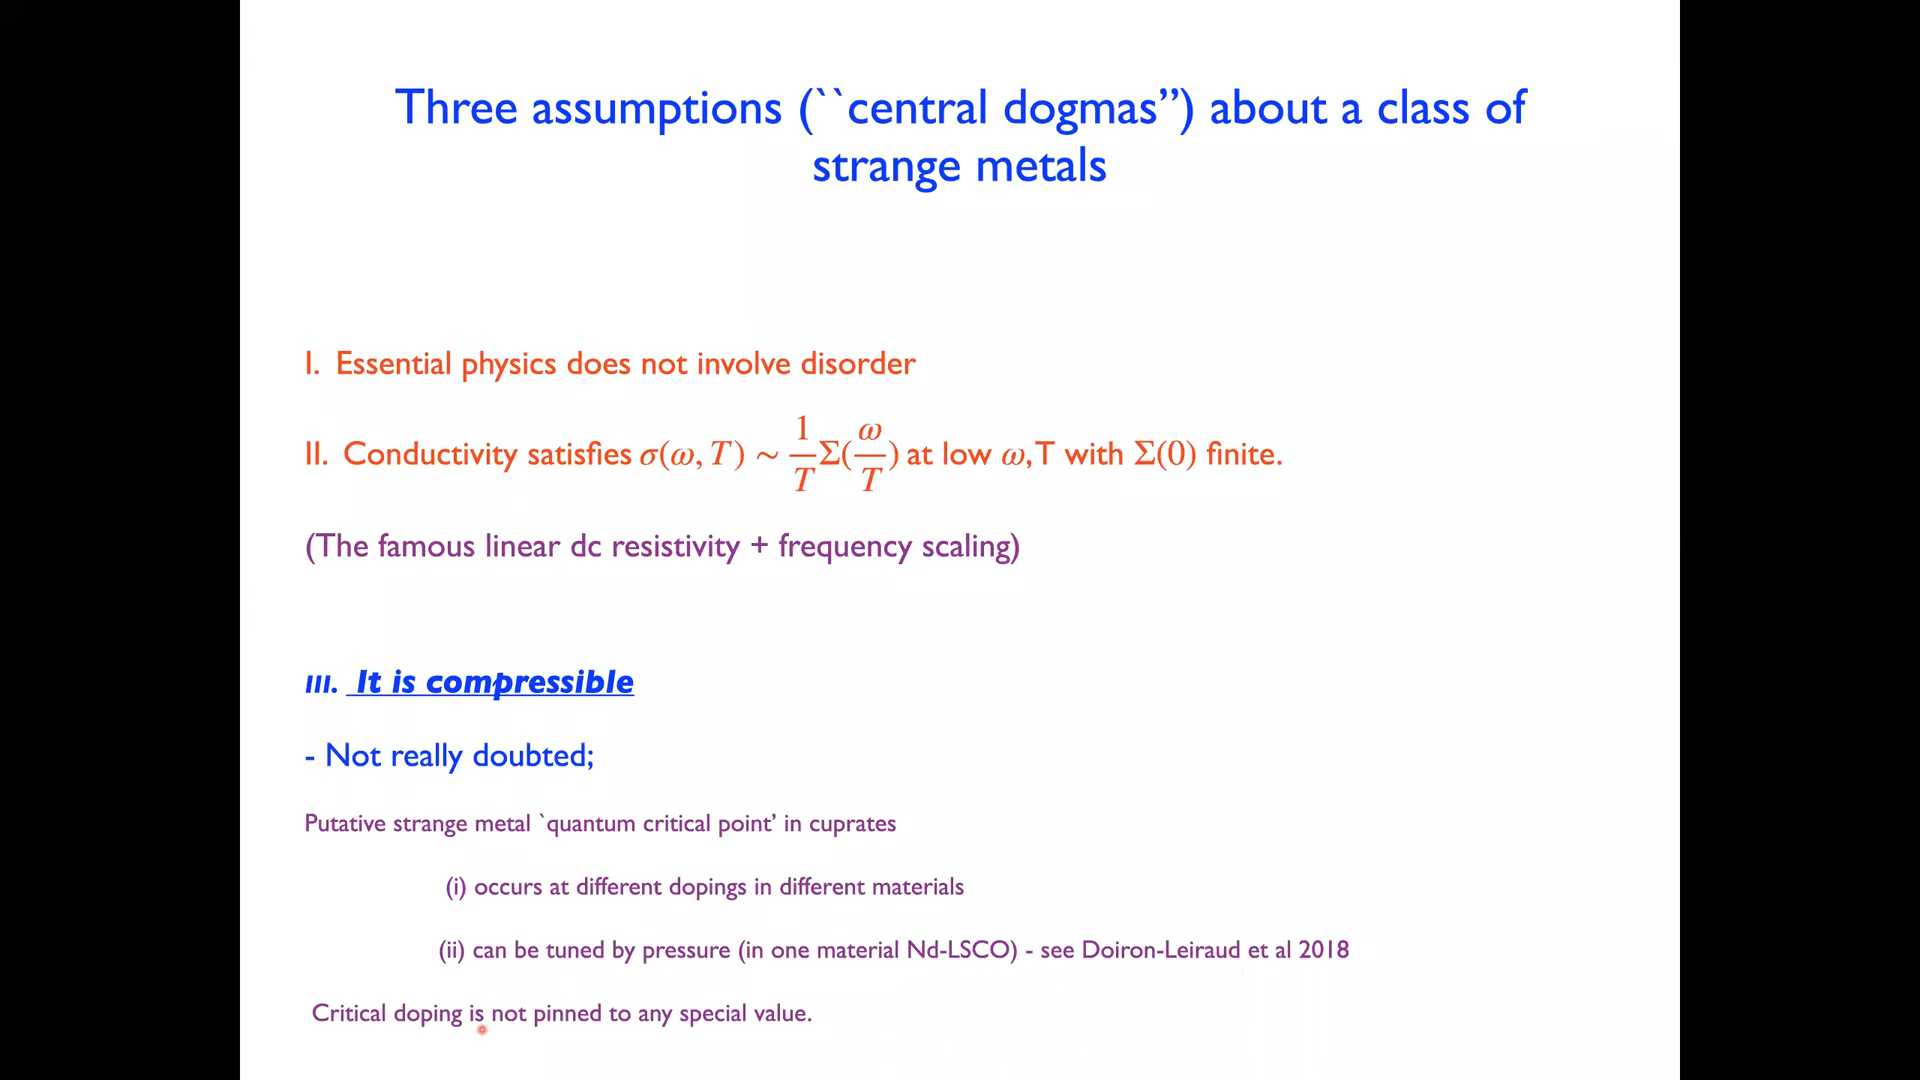 Three assumptions (``central dogmas”) about a class of
strange metals
I. Essential physics does not involve disorder
II. Conductivity satisfies σ(ω, T) ∼ 1/T Σ(ω/T) at low ω,T with Σ(0) finite.
(The famous linear dc resistivity + frequency scaling)
III. It is compressible
- Not really doubted;
Putative strange metal `quantum critical point’ in cuprates
(i) occurs at different dopings in different materials
(ii) can be tuned by pressure (in one material Nd-LSCO) - see Doiron-Leiraud et al 2018
Critical doping is not pinned to any special value.